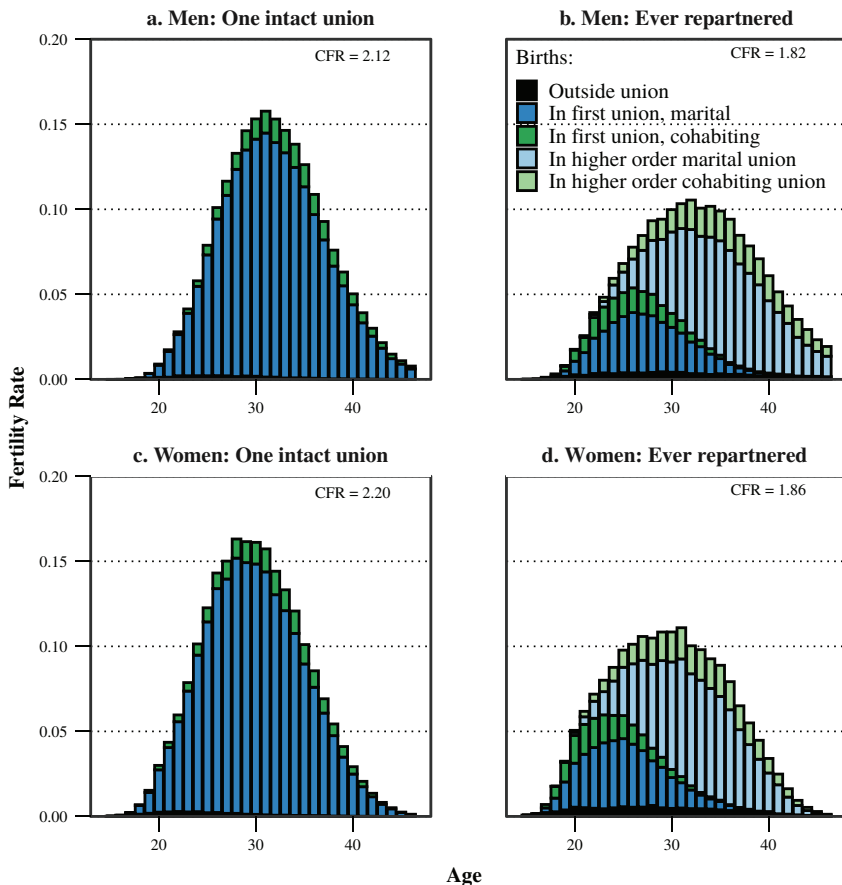 a. Men: One intact union
b. Men: Ever repartnered
0.20
0.15
0.10
0.05
0.00
CFR = 2.12
CFR = 1.82
Births:
Outside union
In first union, marital
In first union, cohabiting
In higher order marital union
In higher order cohabiting union
20
30
40
20
30
40
Fertility Rate
c. Women: One intact union
d. Women: Ever repartnered
0.20
0.15
0.10
0.05
0.00
CFR = 2.20
CFR = 1.86
20
30
40
20
30
40
Age